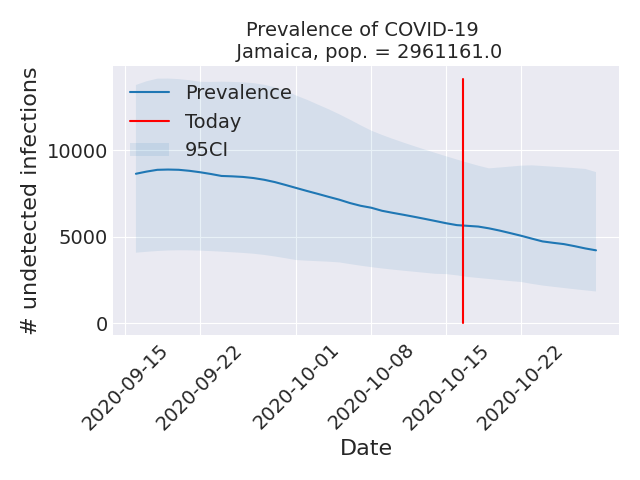 Prevalence of COVID-19
Jamaica, pop. = 2961161.0
# undetected infections
10000
5000
0
Prevalence
Today
95CI
2020-09-15
2020-09-22
2020-10-01
2020-10-08
2020-10-15
2020-10-22
Date